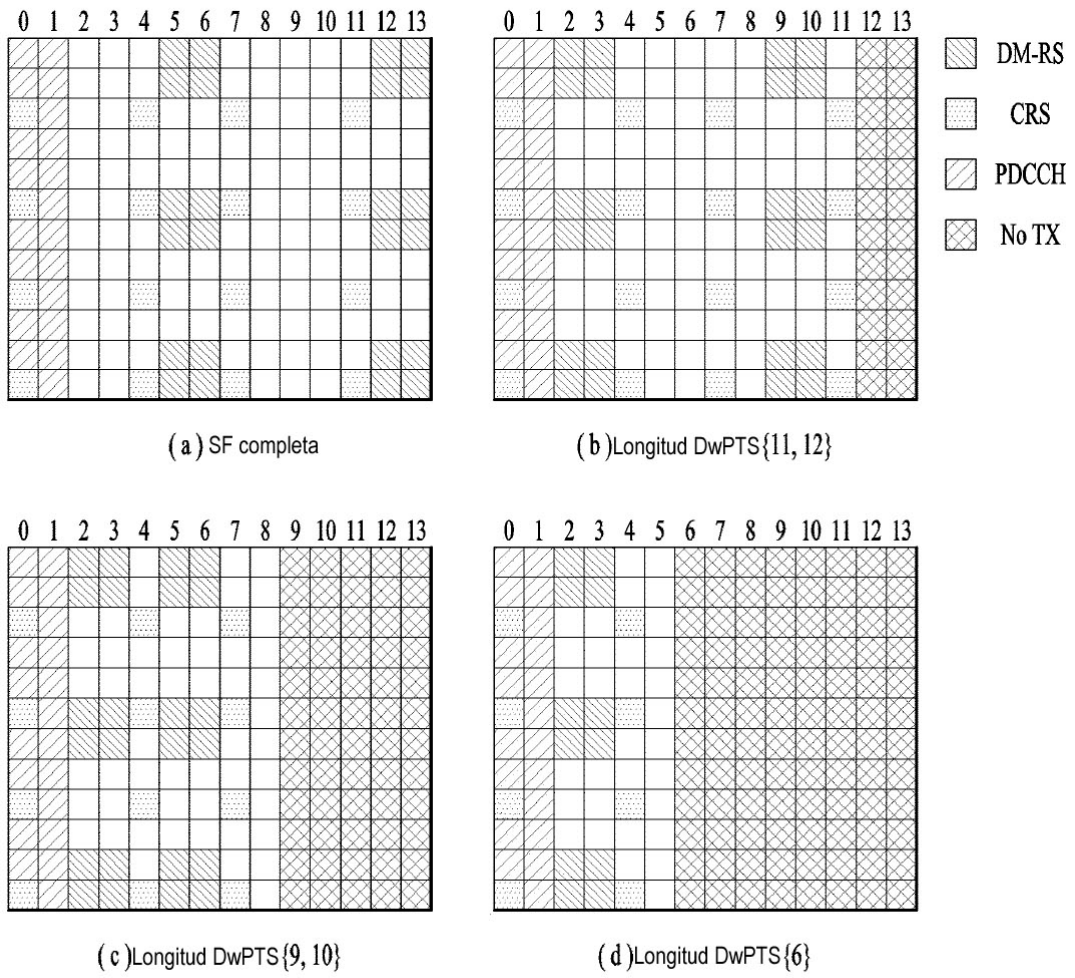 0 1 2 3 4 5 6 7 8 9 10 11 12 13
0 1 2 3 4 5 6 7 8 9 10 11 12 13
DM-RS
CRS
PDCCH
No TX
(a) SF completa
(b) Longitud DwPTS{11, 12}
0 1 2 3 4 5 6 7 8 9 10 11 12 13
0 1 2 3 4 5 6 7 8 9 10 11 12 13
(c) Longitud DwPTS{9, 10}
(d) Longitud DwPTS{6}